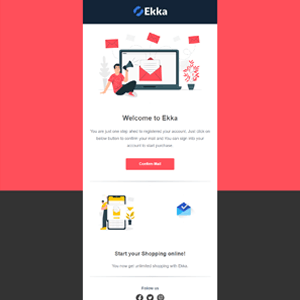 Ekka
Welcome to Ekka
You are just one step ahed to registered your account. Just click on
below button to confirm your mail and You can sign into your
account to start purchase.
Confirm Mail
Start your Shopping online!
You now get unlimited shopping with Ekka.
Follow us